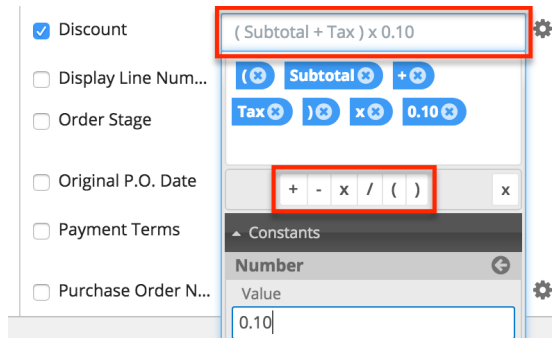 Discount
( Subtotal + Tax ) x 0.10
Display Line Num...
( Subtotal +
Order Stage
Tax ) x 0.10
Original P.O. Date
+ - x / ( ) x
Payment Terms
Constants
Number
Purchase Order N...
Value
0.10